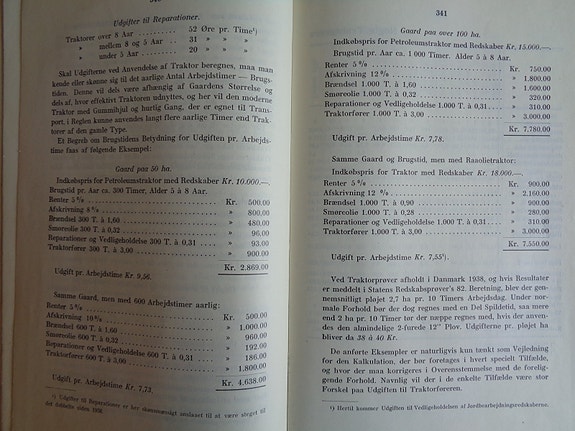 Udgifter til Reparationer.
Traktorer over 8 Aar .......... 52 Øre pr. Time¹)
» mellem 8 og 5 Aar .. 31 » » »
» under 5 Aar ........ 20 » » »
Skal Udgifterne ved Anvendelse af Traktor beregnes, maa man
kende eller skønne sig til det aarlige Antal Arbejdstimer — Brugs-
tiden. Denne vil dels være afhængig af Gaardens Størrelse og
dels af, hvor effektivt Traktoren udnyttes, og her vil den moderne
Traktor med Gummihjul og hurtig Gang, der er egnet til Trans-
port, i Reglen kunne anvendes langt flere aarlige Timer end Trak-
torer af den gamle Type.
Et Begreb om Brugstidens Betydning for Udgiften pr. Arbejds-
time faas af følgende Eksempel:
Gaard paa 50 ha.
Indkøbspris for Petroleumstraktor med Redskaber Kr. 10.000.—.
Brugstid pr. Aar ca. 300 Timer, Alder 5 à 8 Aar.
Renter 5 % .......... Kr. 500.00
Afskrivning 8 % .......... » 800.00
Brændsel 300 T. à 1,60 .......... » 480.00
Smøreolie 300 T. à 0,32 .......... » 96.00
Reparationer og Vedligeholdelse 300 T. à 0,31 .... » 93.00
Traktorfører 300 T. à 3,00 .......... » 900.00
Kr. 2.869.00
Udgift pr. Arbejdstime Kr. 9,56.
Samme Gaard, men med 600 Arbejdstimer aarlig:
Renter 5 % .......... Kr. 500.00
Afskrivning 10 % .......... » 1.000.00
Brændsel 600 T. à 1,60 .......... » 960.00
Smøreolie 600 T. à 0,32 .......... » 192.00
Reparationer og Vedligeholdelse 600 T. à 0,31 .... » 186.00
Traktorfører 600 T. à 3,00 .......... » 1.800.00
Kr. 4.638.00
Udgift pr. Arbejdstime Kr. 7,73.
¹) Udgifter til Reparationer er her skønsmæssigt ansloaet til at være steget til
341
Gaard paa over 100 ha.
Indkøbspris for Petroleumstraktor med Redskaber Kr. 15.000.—.
Brugstid pr. Aar ca. 1000 Timer. Alder 5 à 8 Aar.
Renter 5 % .......... Kr. 750.00
Afskrivning 12 % .......... » 1.800.00
Brændsel 1.000 T. à 1,60 .......... » 1.600.00
Smøreolie 1.000 T. à 0,32 .......... » 320.00
Reparationer og Vedligeholdelse 1.000 T. à 0,31 .. » 310.00
Traktorfører 1.000 T. à 3,00 .......... » 3.000.00
Kr. 7.780.00
Udgift pr. Arbejdstime Kr. 7,78.
Samme Gaard og Brugstid, men med Raaolietraktor:
Indkøbspris for Traktor med Redskaber Kr. 18.000.—.
Renter 5 % .......... Kr. 900.00
Afskrivning 12 % .......... » 2.160.00
Brændsel 1.000 T. à 0,90 .......... » 900.00
Smøreolie 1.000 T. à 0,28 .......... » 280.00
Reparationer og Vedligeholdelse 1.000 T. à 0,31 .... » 310.00
Traktorfører 1.000 T. à 3,00 .......... » 3.000.00
Kr. 7.550.00
Udgift pr. Arbejdstime Kr. 7,55¹).
Ved Traktorprøver afholdt i Danmark 1938, og hvis Resultater
er meddelt i Statens Redskabsprøver's 82. Beretning, blev der gen-
nemsnitligt pløjet 2,7 ha pr. 10 Timers Arbejdsdag. Under nor-
male Forhold bør der dog regnes med en Del Spildetid, saa mere
end 2 ha pr. 10 Timer tør der næppe regnes med, hvis der anven-
des den almindelige 2-furede 12" Plov. Udgifterne pr. pløjet ha
bliver da 38 à 40 Kr.
De anførte Eksempler er naturligvis kun tænkt som Vejledning
for den Kalkulation, der bør foretages i hvert specielt Tilfælde,
og hvor der maa korrigeres i Overensstemmelse med de foreli-
gende Forhold. Navnlig vil der i de enkelte Tilfælde være stor
Forskel paa Udgiften til Traktorføreren.
¹) Hertil kommer Udgiften til Vedligeholdelsen af Jordbearbejdningsredskaberne.